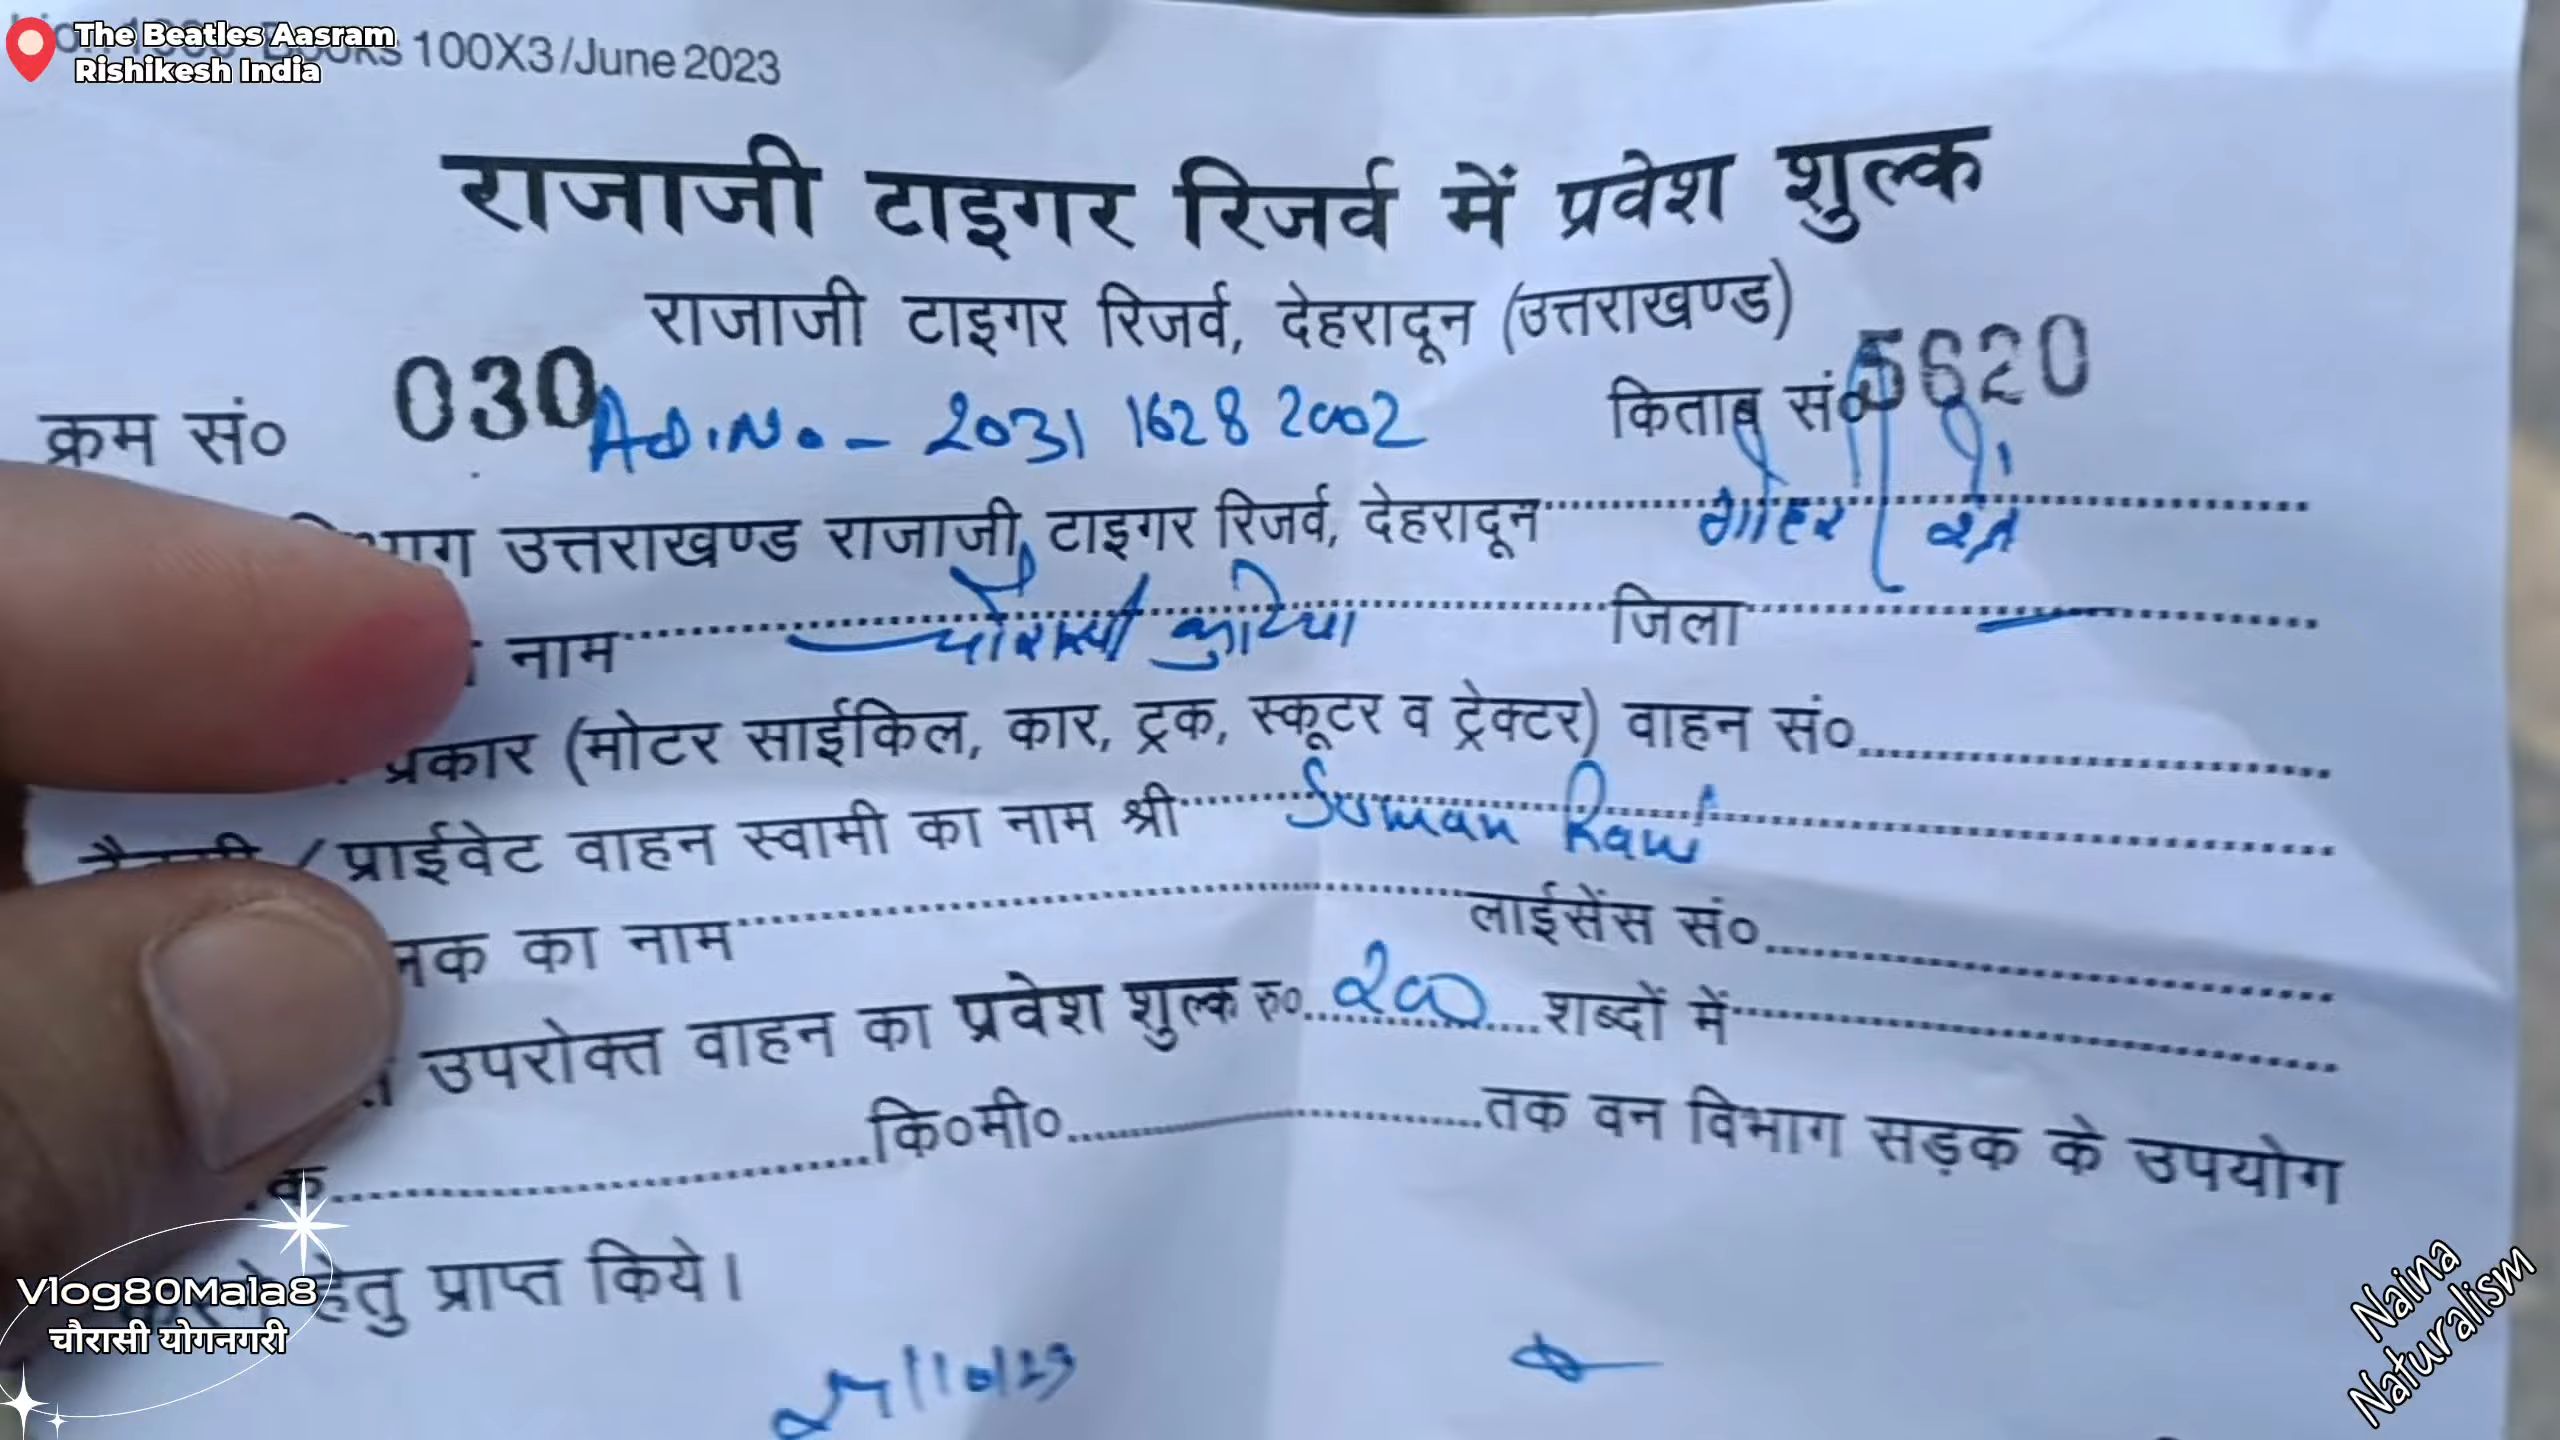 The Beatles Aasram
Rishikesh India
Books 100X3/June 2023
राजाजी टाइगर रिजर्व में प्रवेश शुल्क
राजाजी टाइगर रिजर्व, देहरादून (उत्तराखण्ड)
क्रम सं० 030 किताब सं० 5620
AD.No. - 2031 1628 2002
उत्तराखण्ड राजाजी टाइगर रिजर्व, देहरादून
नाम चौरासी कुटिया जिला —
प्रकार (मोटर साईकिल, कार, ट्रक, स्कूटर व ट्रेक्टर) वाहन सं०
/ प्राईवेट वाहन स्वामी का नाम श्री Suman
का नाम लाईसेंस सं०
उपरोक्त वाहन का प्रवेश शुल्क रु० 200 शब्दों में
कि०मी० तक वन विभाग सड़क के उपयोग
हेतु प्राप्त किये।
Vlog80Mala8
चौरासी योगनगरी
Naina
Naturalism